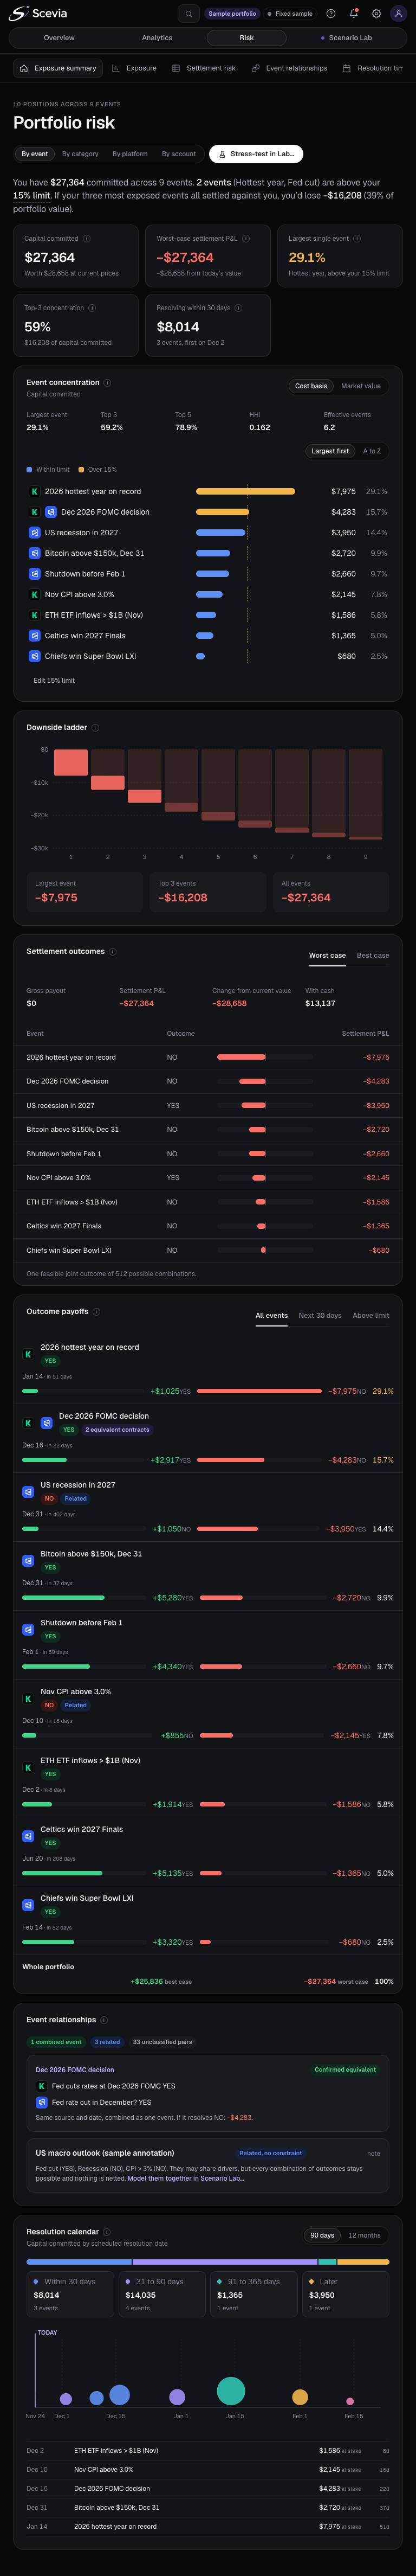 Scevia
Sample portfolio
Fixed sample
Overview
Analytics
Risk
Scenario Lab
Exposure summary
Exposure
Settlement risk
Event relationships
Resolution tim
10 POSITIONS ACROSS 9 EVENTS
Portfolio risk
By event
By category
By platform
By account
Stress-test in Lab...
You have $27,364 committed across 9 events. 2 events (Hottest year, Fed cut) are above your
15% limit. If your three most exposed events all settled against you, you'd lose −$16,208 (39% of
portfolio value).
Capital committed
$27,364
Worth $28,658 at current prices
Worst-case settlement P&L
−$27,364
−$28,658 from today's value
Largest single event
29.1%
Hottest year, above your 15% limit
Top-3 concentration
59%
$16,208 of capital committed
Resolving within 30 days
$8,014
3 events, first on Dec 2
Event concentration
Capital committed
Cost basis
Market value
Largest event
29.1%
Top 3
59.2%
Top 5
78.9%
HHI
0.162
Effective events
6.2
Largest first
A to Z
Within limit
Over 15%
2026 hottest year on record $7,975 29.1%
Dec 2026 FOMC decision $4,283 15.7%
US recession in 2027 $3,950 14.4%
Bitcoin above $150k, Dec 31 $2,720 9.9%
Shutdown before Feb 1 $2,660 9.7%
Nov CPI above 3.0% $2,145 7.8%
ETH ETF inflows > $1B (Nov) $1,586 5.8%
Celtics win 2027 Finals $1,365 5.0%
Chiefs win Super Bowl LXI $680 2.5%
Edit 15% limit
Downside ladder
$0
−$10k
−$20k
−$30k
1 2 3 4 5 6 7 8 9
Largest event
−$7,975
Top 3 events
−$16,208
All events
−$27,364
Settlement outcomes
Worst case
Best case
Gross payout
$0
Settlement P&L
−$27,364
Change from current value
−$28,658
With cash
$13,137
Event Outcome Settlement P&L
2026 hottest year on record NO −$7,975
Dec 2026 FOMC decision NO −$4,283
US recession in 2027 YES −$3,950
Bitcoin above $150k, Dec 31 NO −$2,720
Shutdown before Feb 1 NO −$2,660
Nov CPI above 3.0% YES −$2,145
ETH ETF inflows > $1B (Nov) NO −$1,586
Celtics win 2027 Finals NO −$1,365
Chiefs win Super Bowl LXI NO −$680
One feasible joint outcome of 512 possible combinations.
Outcome payoffs
All events
Next 30 days
Above limit
2026 hottest year on record
YES
Jan 14 · in 51 days
+$1,025 YES −$7,975 NO 29.1%
Dec 2026 FOMC decision
YES 2 equivalent contracts
Dec 16 · in 22 days
+$2,917 YES −$4,283 NO 15.7%
US recession in 2027
NO Related
Dec 31 · in 402 days
+$1,050 NO −$3,950 YES 14.4%
Bitcoin above $150k, Dec 31
YES
Dec 31 · in 37 days
+$5,280 YES −$2,720 NO 9.9%
Shutdown before Feb 1
YES
Feb 1 · in 69 days
+$4,340 YES −$2,660 NO 9.7%
Nov CPI above 3.0%
NO Related
Dec 10 · in 16 days
+$855 NO −$2,145 YES 7.8%
ETH ETF inflows > $1B (Nov)
YES
Dec 2 · in 8 days
+$1,914 YES −$1,586 NO 5.8%
Celtics win 2027 Finals
YES
Jun 20 · in 208 days
+$5,135 YES −$1,365 NO 5.0%
Chiefs win Super Bowl LXI
YES
Feb 14 · in 82 days
+$3,320 YES −$680 NO 2.5%
Whole portfolio
+$25,836 best case −$27,364 worst case 100%
Event relationships
1 combined event
3 related
33 unclassified pairs
Dec 2026 FOMC decision
Confirmed equivalent
Fed cuts rates at Dec 2026 FOMC YES
Fed rate cut in December? YES
Same source and date, combined as one event. If it resolves NO: −$4,283.
US macro outlook (sample annotation)
Related, no constraint
note
Fed cut (YES), Recession (NO), CPI > 3% (NO). They may share drivers, but every combination of outcomes stays
possible and nothing is netted. Model them together in Scenario Lab...
Resolution calendar
Capital committed by scheduled resolution date
90 days
12 months
Within 30 days
$8,014
3 events
31 to 90 days
$14,035
4 events
91 to 365 days
$1,365
1 event
Later
$3,950
1 event
TODAY
Nov 24 Dec 1 Dec 15 Jan 1 Jan 15 Feb 1 Feb 15
Dec 2 ETH ETF inflows > $1B (Nov) $1,586 at stake 8d
Dec 10 Nov CPI above 3.0% $2,145 at stake 16d
Dec 16 Dec 2026 FOMC decision $4,283 at stake 22d
Dec 31 Bitcoin above $150k, Dec 31 $2,720 at stake 37d
Jan 14 2026 hottest year on record $7,975 at stake 51d